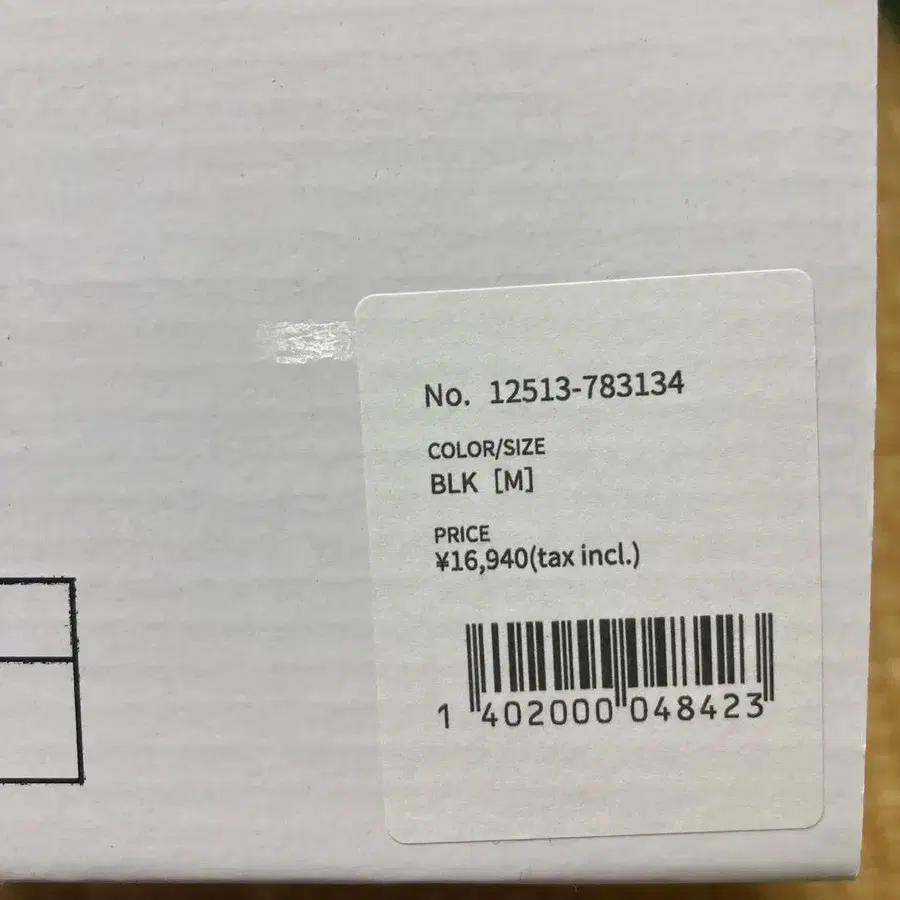 No. 12513-783134
COLOR/SIZE
BLK [M]
PRICE
¥16,940(tax incl.)
1 402000 048423